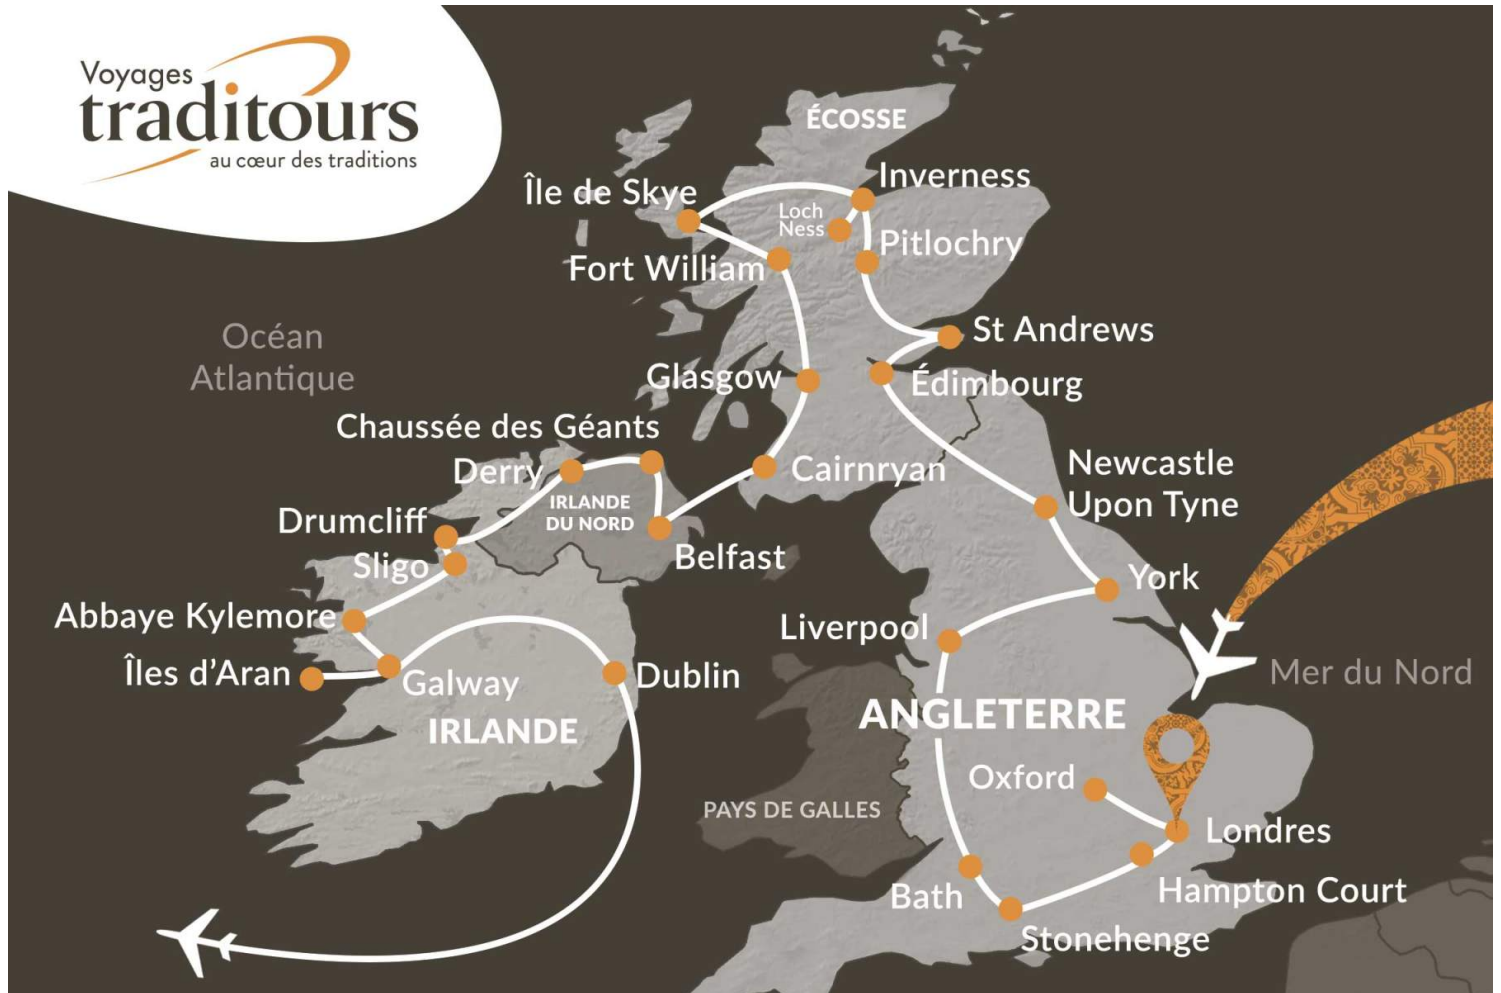 Voyages
traditours
au cœur des traditions
ÉCOSSE
Inverness
Île de Skye
Loch
Ness
Pitlochry
Fort William
Océan
Atlantique
St Andrews
Glasgow
Édimbourg
Chaussée des Géants
Derry
Cairnryan
Newcastle
Upon Tyne
IRLANDE
DU NORD
Drumcliff
Belfast
Sligo
York
Abbaye Kylemore
Liverpool
Îles d'Aran
Galway
Dublin
Mer du Nord
IRLANDE
ANGLETERRE
Oxford
PAYS DE GALLES
Londres
Bath
Hampton Court
Stonehenge